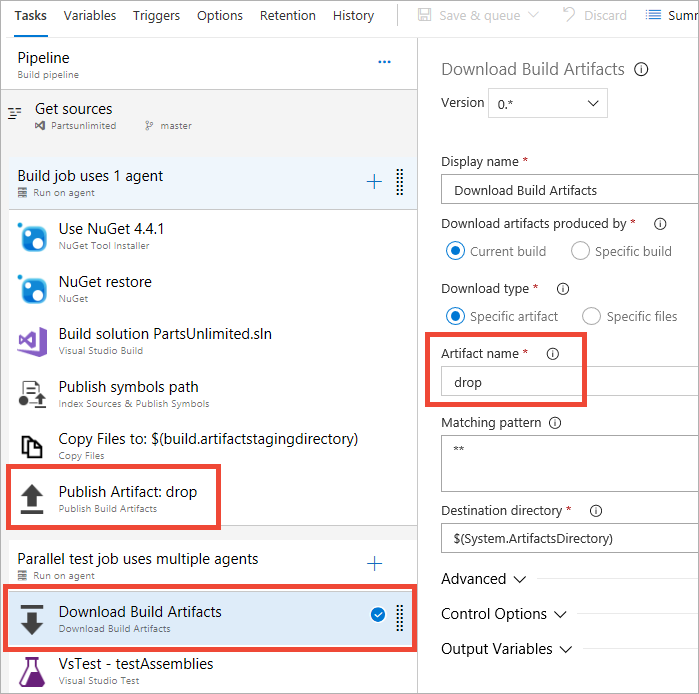 Tasks Variables Triggers Options Retention History Save & queue Discard
Pipeline
Build pipeline
Get sources
Partsunlimited master
Build job uses 1 agent
Run on agent
Use NuGet 4.4.1
NuGet Tool Installer
NuGet restore
NuGet
Build solution PartsUnlimited.sln
Visual Studio Build
Publish symbols path
Index Sources & Publish Symbols
Copy Files to: $(build.artifactstagingdirectory)
Copy Files
Publish Artifact: drop
Publish Build Artifacts
Parallel test job uses multiple agents
Run on agent
Download Build Artifacts
Download Build Artifacts
VsTest - testAssemblies
Visual Studio Test
Download Build Artifacts
Version 0.*
Display name *
Download Build Artifacts
Download artifacts produced by *
Current build Specific build
Download type *
Specific artifact Specific files
Artifact name *
drop
Matching pattern
**
Destination directory *
$(System.ArtifactsDirectory)
Advanced
Control Options
Output Variables